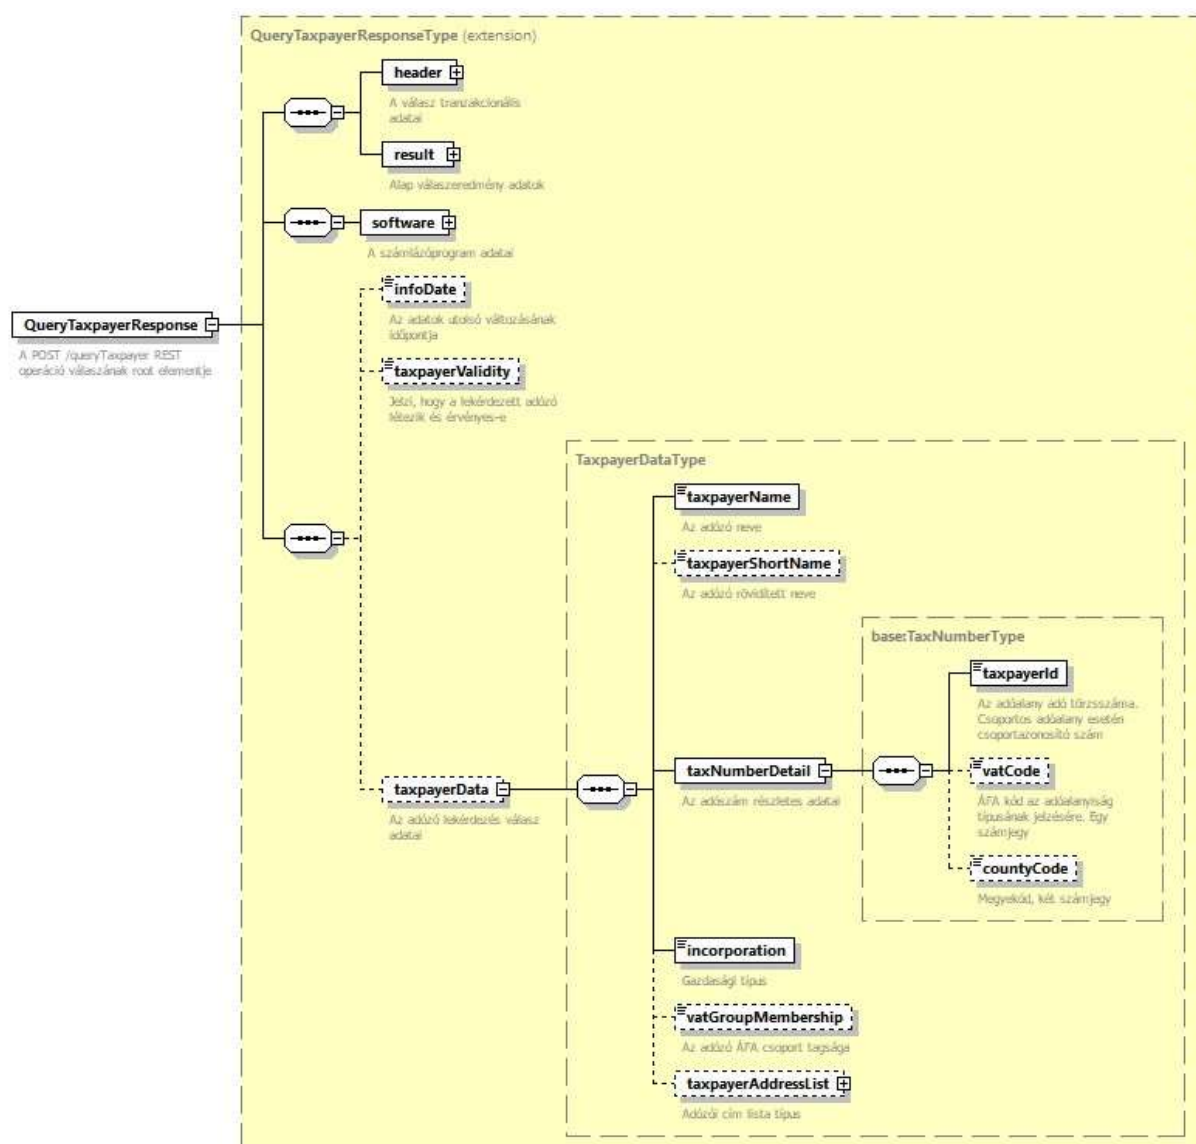 QueryTaxpayerResponseType (extension)
header
A válasz tranzakcionális
adatai
result
Alap válaszeredmény adatok
software
A számlázóprogram adatai
infoDate
Az adatok utolsó változásának
időpontja
QueryTaxpayerResponse
A POST /queryTaxpayer REST
operáció válaszának root elementje
taxpayerValidity
Jelzi, hogy a lekérdezett adózó
létezik és érvényes-e
TaxpayerDataType
taxpayerName
Az adózó neve
taxpayerShortName
Az adózó rövidített neve
base:TaxNumberType
taxpayerId
Az adóalany adó törzsszáma.
Csoportos adóalany esetén
csoportazonosító szám
taxNumberDetail
Az adószám részletes adatai
vatCode
ÁFA kód az adóalanyiság
típusának jelzésére. Egy
számjegy
taxpayerData
Az adózó lekérdezés válasz
adatai
countyCode
Megyekód, két számjegy
incorporation
Gazdasági típus
vatGroupMembership
Az adózó ÁFA csoport tagsága
taxpayerAddressList
Adózói cím lista típus